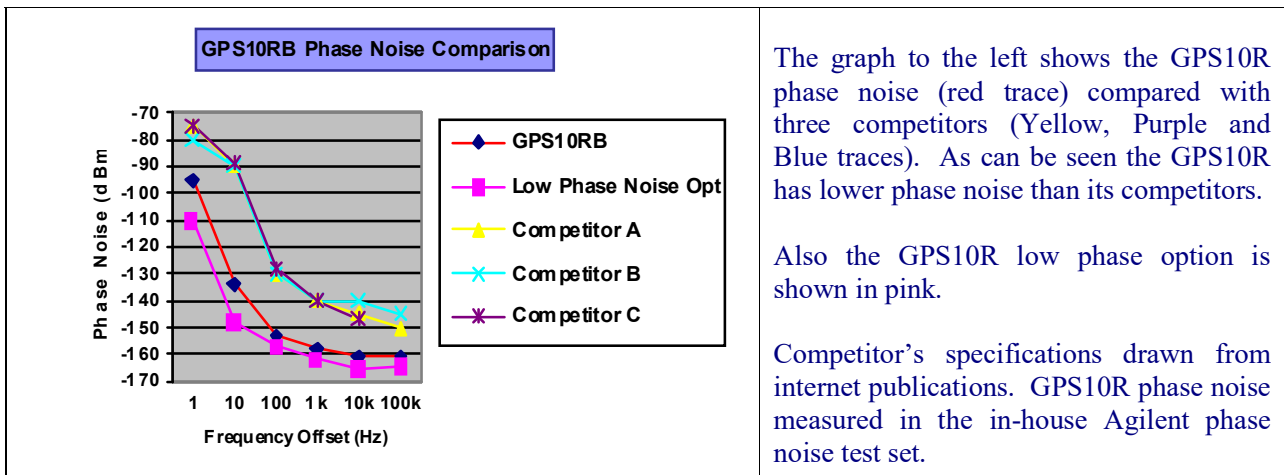 GPS10RB Phase Noise Comparison
Phase Noise (dBm
-70
-80
-90
-100
-110
-120
-130
-140
-150
-160
-170
1 10 100 1k 10k 100k
Frequency Offset (Hz)
GPS10RB
Low Phase Noise Opt
Competitor A
Competitor B
Competitor C
The graph to the left shows the GPS10R
phase noise (red trace) compared with
three competitors (Yellow, Purple and
Blue traces). As can be seen the GPS10R
has lower phase noise than its competitors.
Also the GPS10R low phase option is
shown in pink.
Competitor's specifications drawn from
internet publications. GPS10R phase noise
measured in the in-house Agilent phase
noise test set.